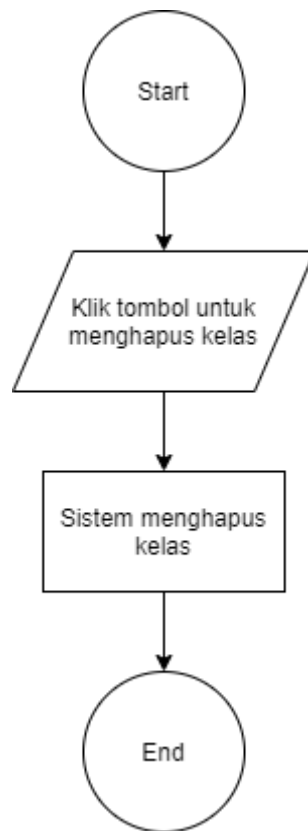 Start
Klik tombol untuk
menghapus kelas
Sistem menghapus
kelas
End